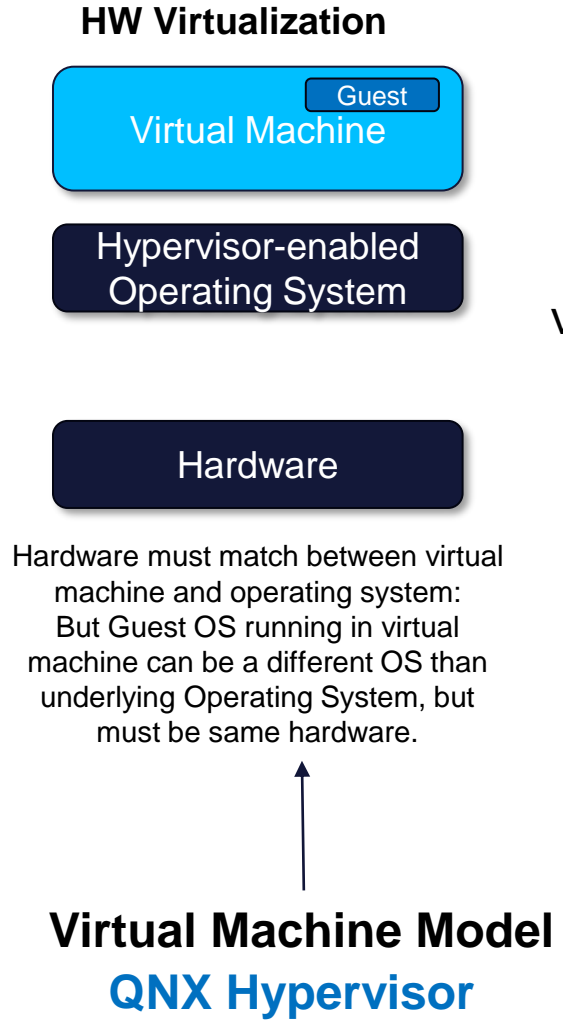 HW Virtualization
Guest
Virtual Machine
Hypervisor-enabled
Operating System
V
Hardware
Hardware must match between virtual
machine and operating system:
But Guest OS running in virtual
machine can be a different OS than
underlying Operating System, but
must be same hardware.
Virtual Machine Model
QNX Hypervisor